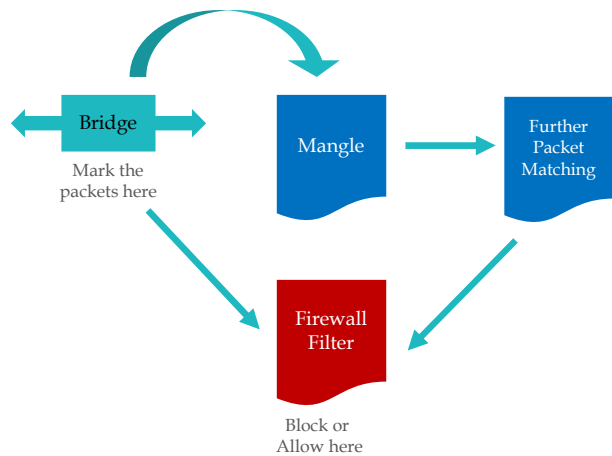 Bridge
Mark the
packets here
Mangle
Further
Packet
Matching
Firewall
Filter
Block or
Allow here